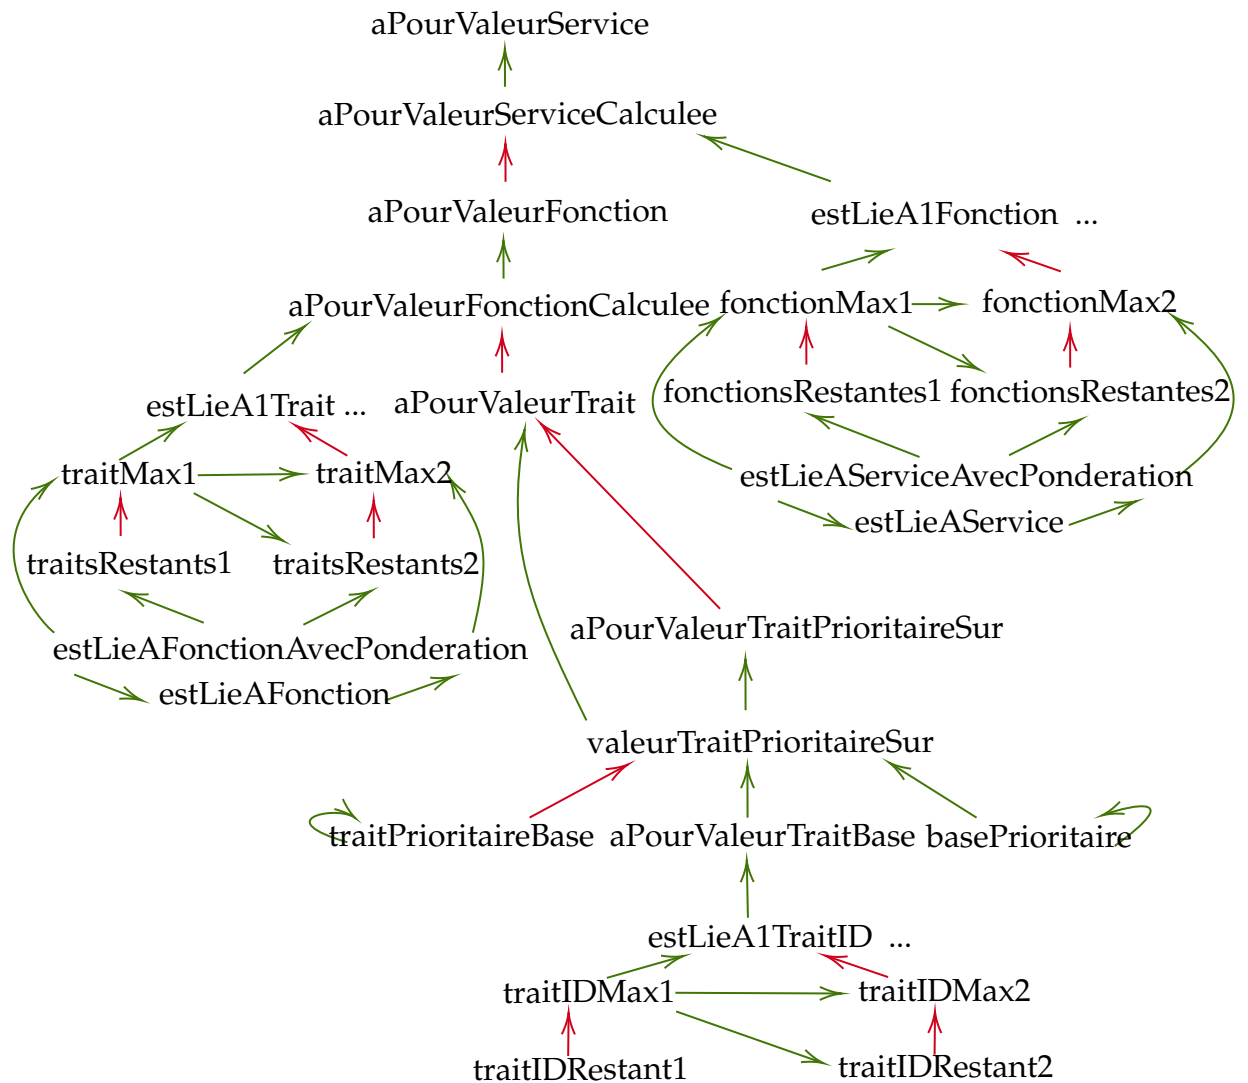 aPourValeurService
aPourValeurServiceCalculee
aPourValeurFonction
estLieA1Fonction ...
aPourValeurFonctionCalculee
fonctionMax1
fonctionMax2
fonctionsRestantes1
fonctionsRestantes2
estLieA1Trait ...
aPourValeurTrait
traitMax1
traitMax2
estLieAServiceAvecPonderation
estLieAService
traitsRestants1
traitsRestants2
estLieAFonctionAvecPonderation
estLieAFonction
aPourValeurTraitPrioritaireSur
valeurTraitPrioritaireSur
traitPrioritaireBase
aPourValeurTraitBase
basePrioritaire
estLieA1TraitID ...
traitIDMax1
traitIDMax2
traitIDRestant1
traitIDRestant2